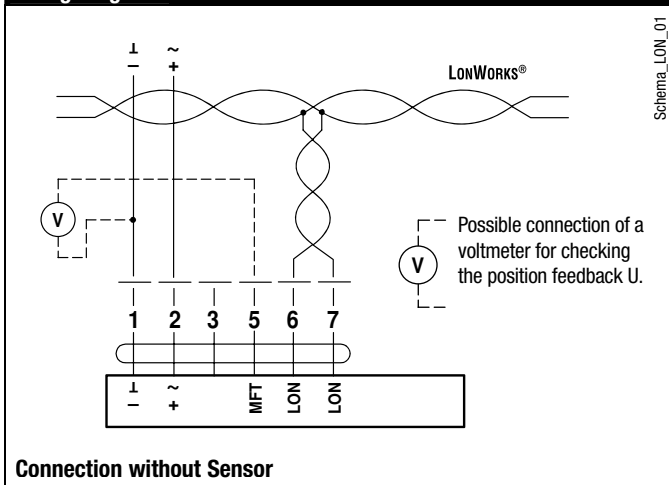 ⊥ ~
– +
LONWORKS®
Schema_LON_01
V
V
Possible connection of a
voltmeter for checking
the position feedback U.
1 2 3 5 6 7
⊥ ~
– +
MFT
LON
LON
Connection without Sensor